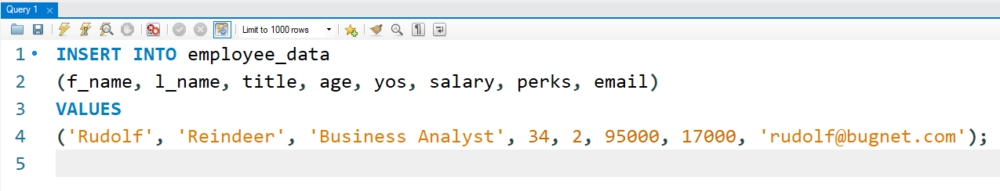 Query 1
Limit to 1000 rows
1 INSERT INTO employee_data
2 (f_name, l_name, title, age, yos, salary, perks, email)
3 VALUES
4 ('Rudolf', 'Reindeer', 'Business Analyst', 34, 2, 95000, 17000, 'rudolf@bugnet.com');
5